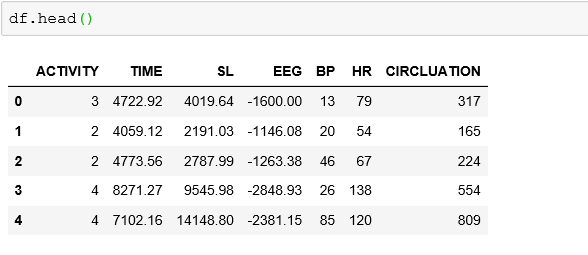 df.head()
ACTIVITY TIME SL EEG BP HR CIRCLUATION
0 3 4722.92 4019.64 -1600.00 13 79 317
1 2 4059.12 2191.03 -1146.08 20 54 165
2 2 4773.56 2787.99 -1263.38 46 67 224
3 4 8271.27 9545.98 -2848.93 26 138 554
4 4 7102.16 14148.80 -2381.15 85 120 809